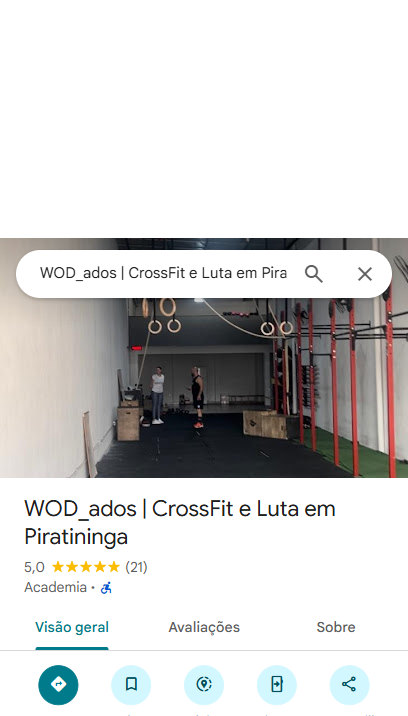 WOD_ados | CrossFit e Luta em Pira
WOD_ados | CrossFit e Luta em
Piratininga
5,0 (21)
Academia ·
Visão geral Avaliações Sobre